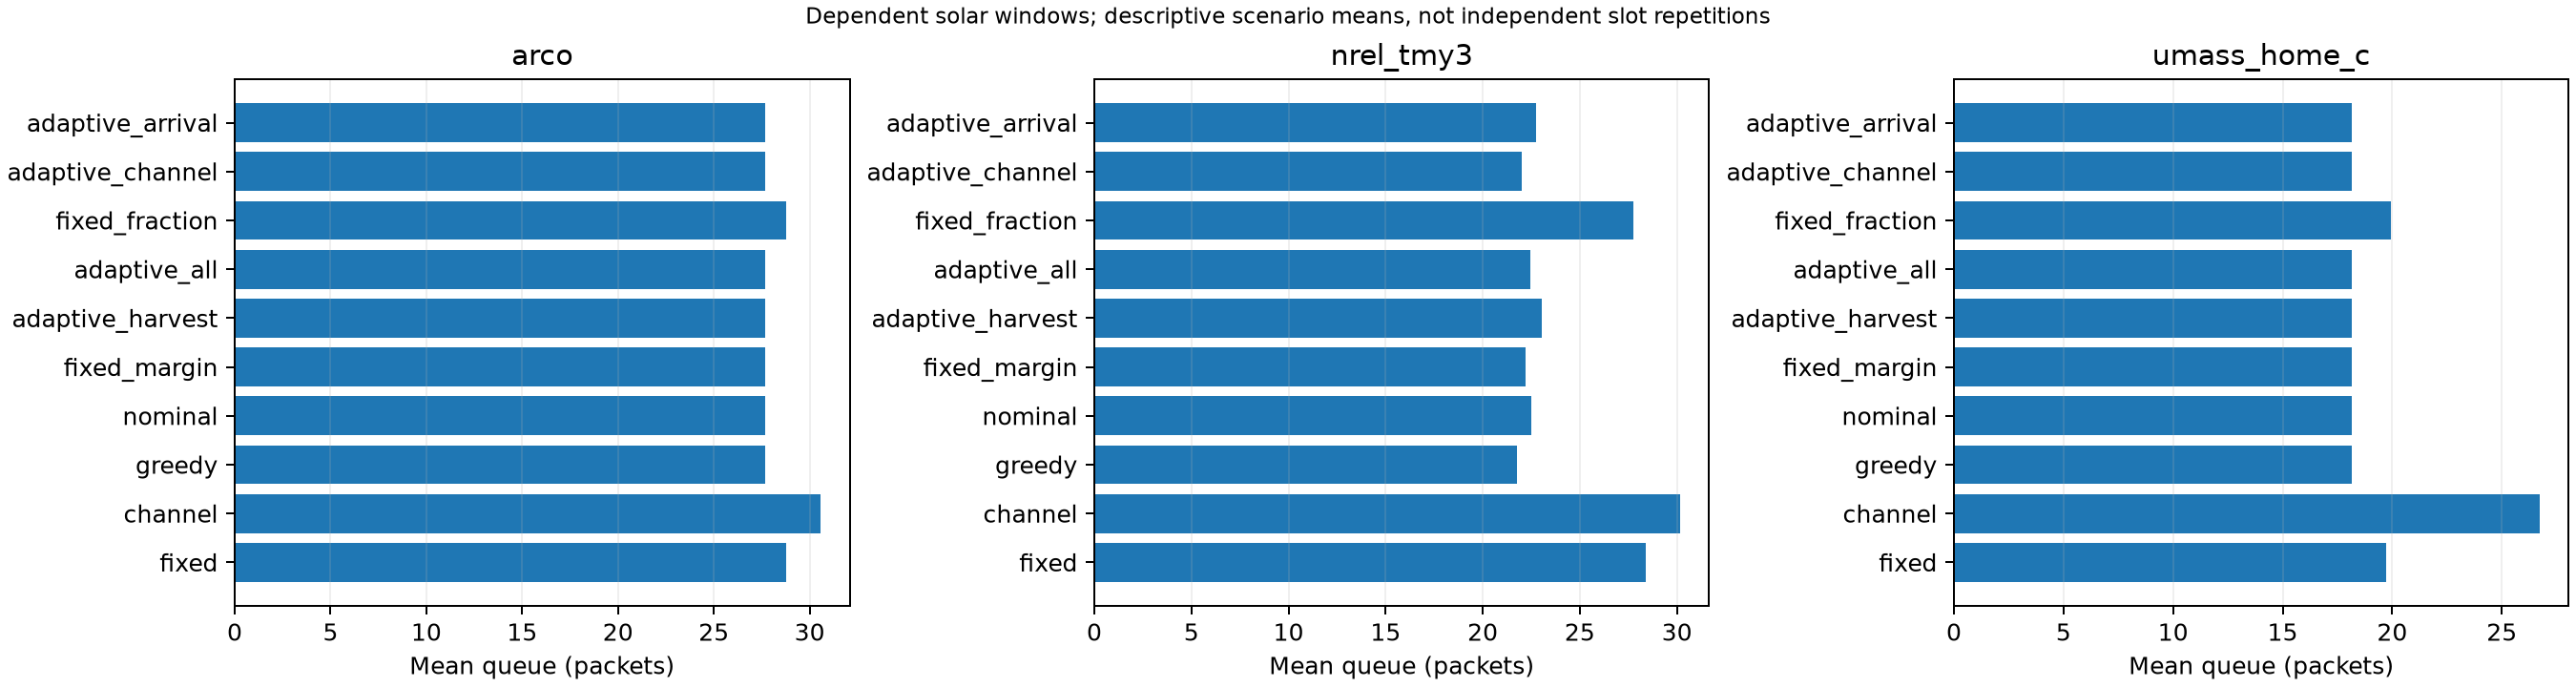 Dependent solar windows; descriptive scenario means, not independent slot repetitions
arco
adaptive_arrival
adaptive_channel
fixed_fraction
adaptive_all
adaptive_harvest
fixed_margin
nominal
greedy
channel
fixed
0 5 10 15 20 25 30
Mean queue (packets)
nrel_tmy3
adaptive_arrival
adaptive_channel
fixed_fraction
adaptive_all
adaptive_harvest
fixed_margin
nominal
greedy
channel
fixed
0 5 10 15 20 25 30
Mean queue (packets)
umass_home_c
adaptive_arrival
adaptive_channel
fixed_fraction
adaptive_all
adaptive_harvest
fixed_margin
nominal
greedy
channel
fixed
0 5 10 15 20 25
Mean queue (packets)